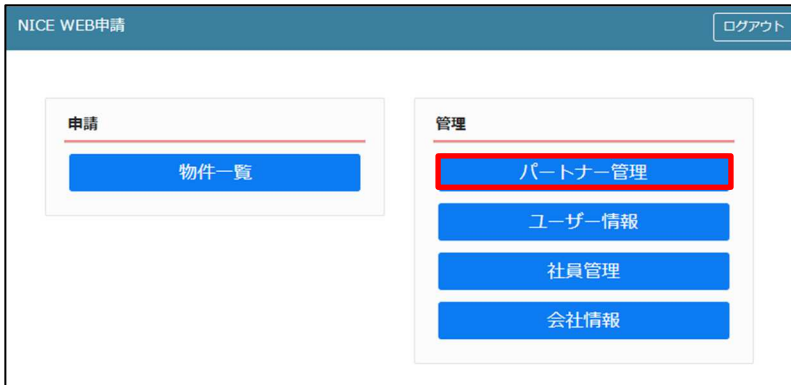 NICE WEB申請
ログアウト
申請
物件一覧
管理
パートナー管理
ユーザー情報
社員管理
会社情報